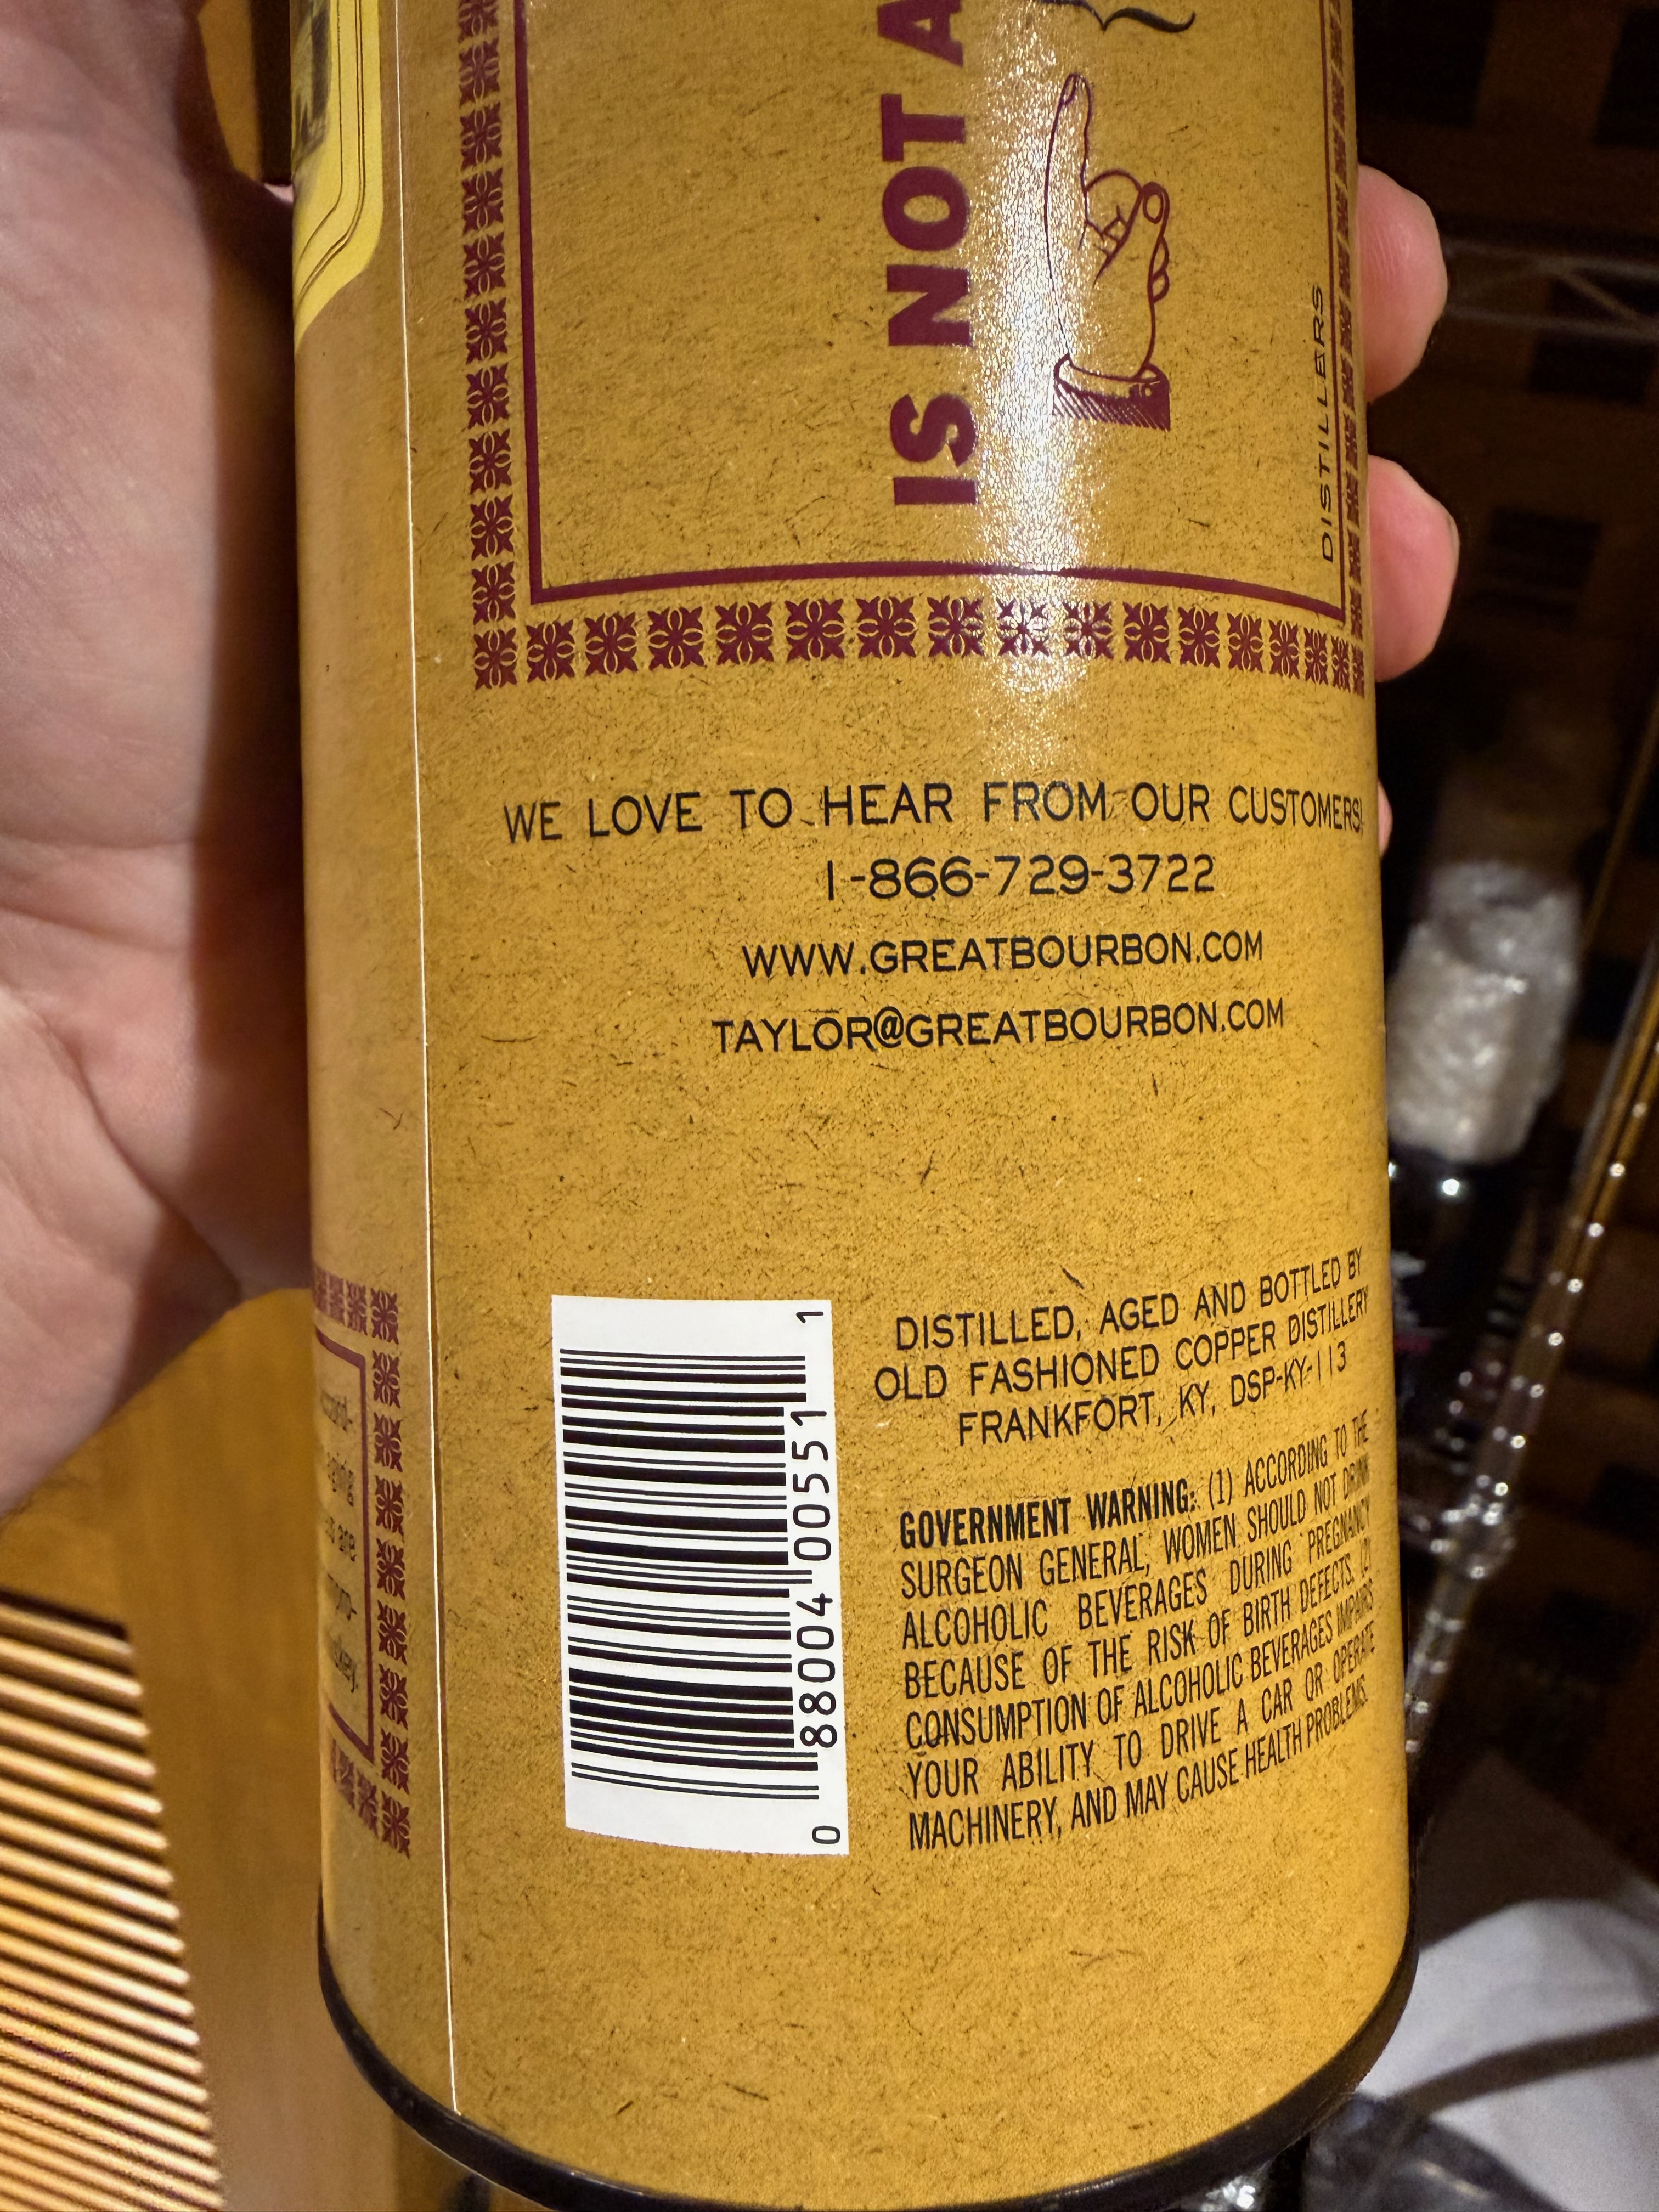 IS NOT A
DISTILLERS
WE LOVE TO HEAR FROM OUR CUSTOMERS!
1-866-729-3722
WWW.GREATBOURBON.COM
TAYLOR@GREATBOURBON.COM
DISTILLED, AGED AND BOTTLED BY
OLD FASHIONED COPPER DISTILLERY
FRANKFORT, KY, DSP-KY-113
GOVERNMENT WARNING: (1) ACCORDING TO THE
SURGEON GENERAL, WOMEN SHOULD NOT DRINK
ALCOHOLIC BEVERAGES DURING PREGNANCY
BECAUSE OF THE RISK OF BIRTH DEFECTS. (2)
CONSUMPTION OF ALCOHOLIC BEVERAGES IMPAIRS
YOUR ABILITY TO DRIVE A CAR OR OPERATE
MACHINERY, AND MAY CAUSE HEALTH PROBLEMS.
0 88004 00551 1